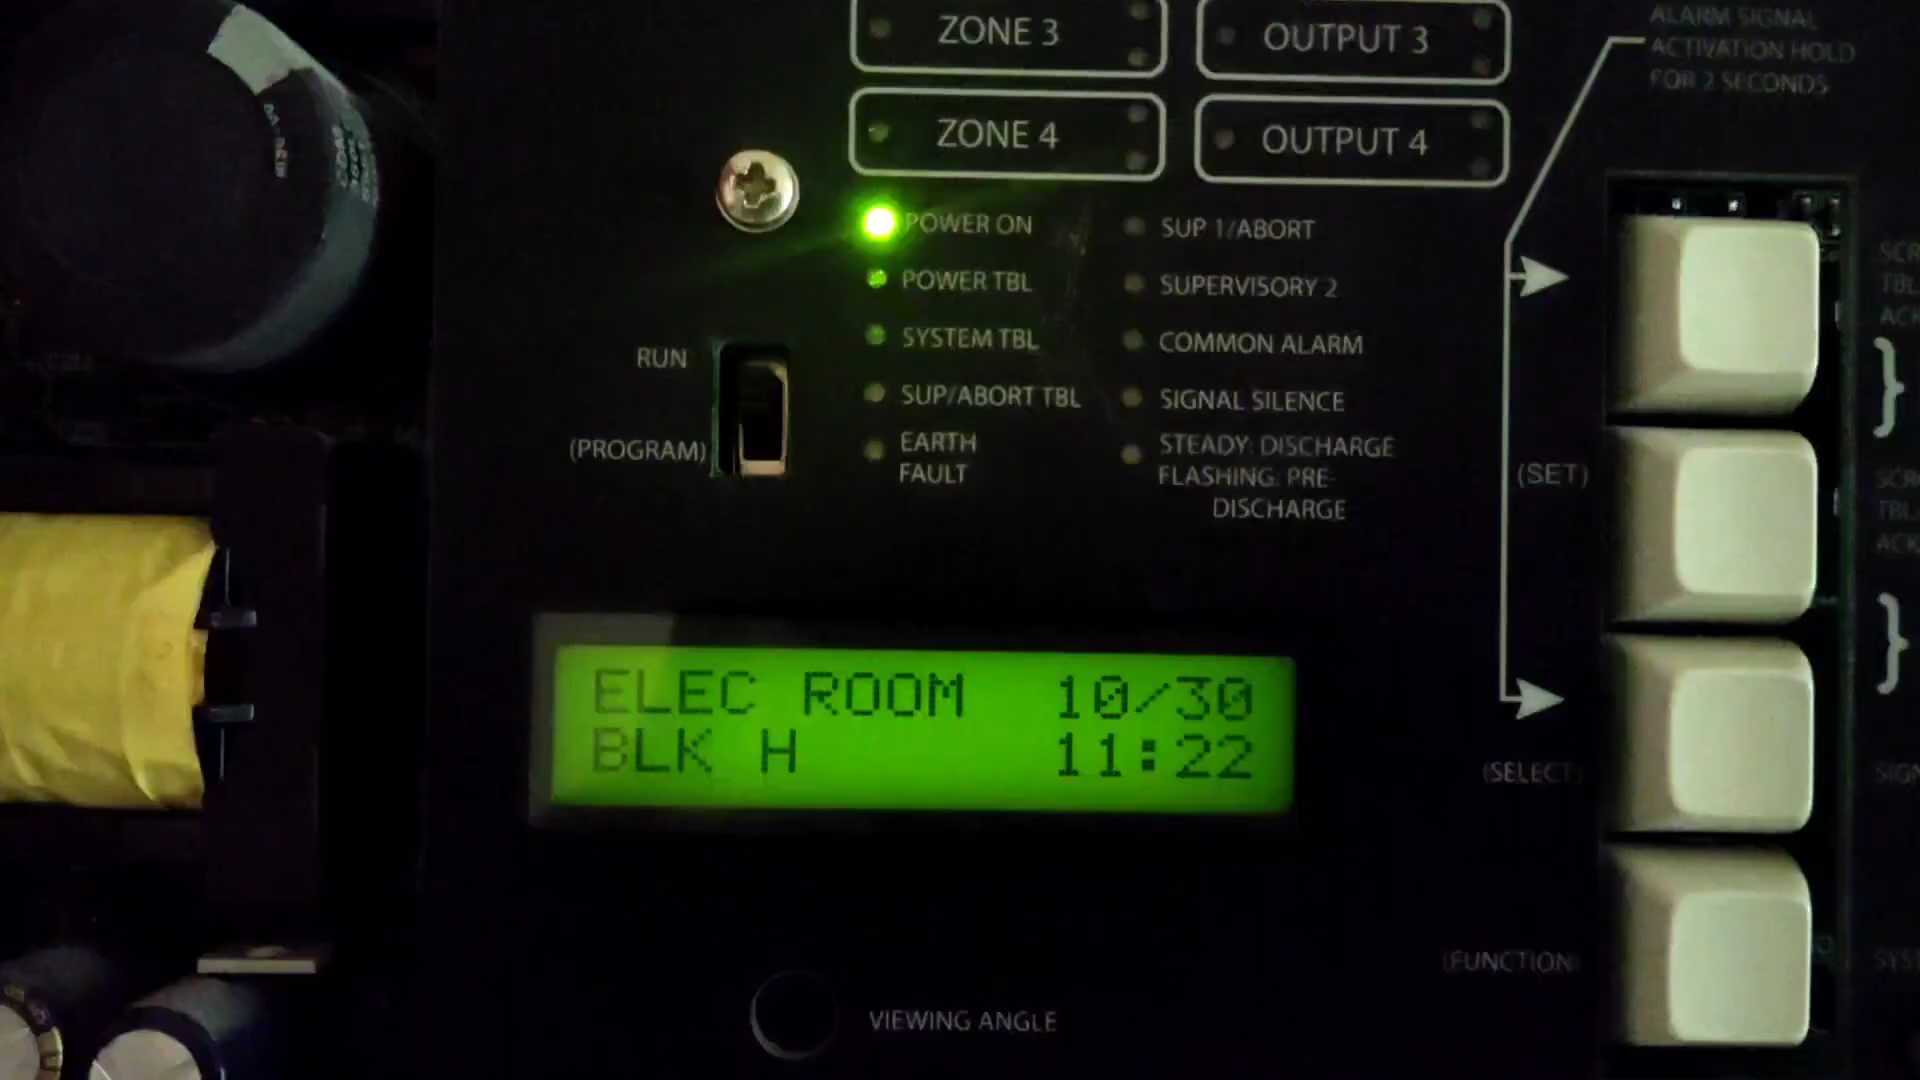 ALARM SIGNAL
ACTIVATION HOLD
FOR 2 SECONDS
ZONE 3
OUTPUT 3
ZONE 4
OUTPUT 4
POWER ON
SUP 1/ABORT
POWER TBL
SUPERVISORY 2
SYSTEM TBL
COMMON ALARM
SUP/ABORT TBL
SIGNAL SILENCE
EARTH
FAULT
STEADY: DISCHARGE
FLASHING: PRE-
DISCHARGE
RUN
(PROGRAM)
(SET)
ELEC ROOM 10/30
BLK H 11:22
(SELECT)
(FUNCTION)
VIEWING ANGLE